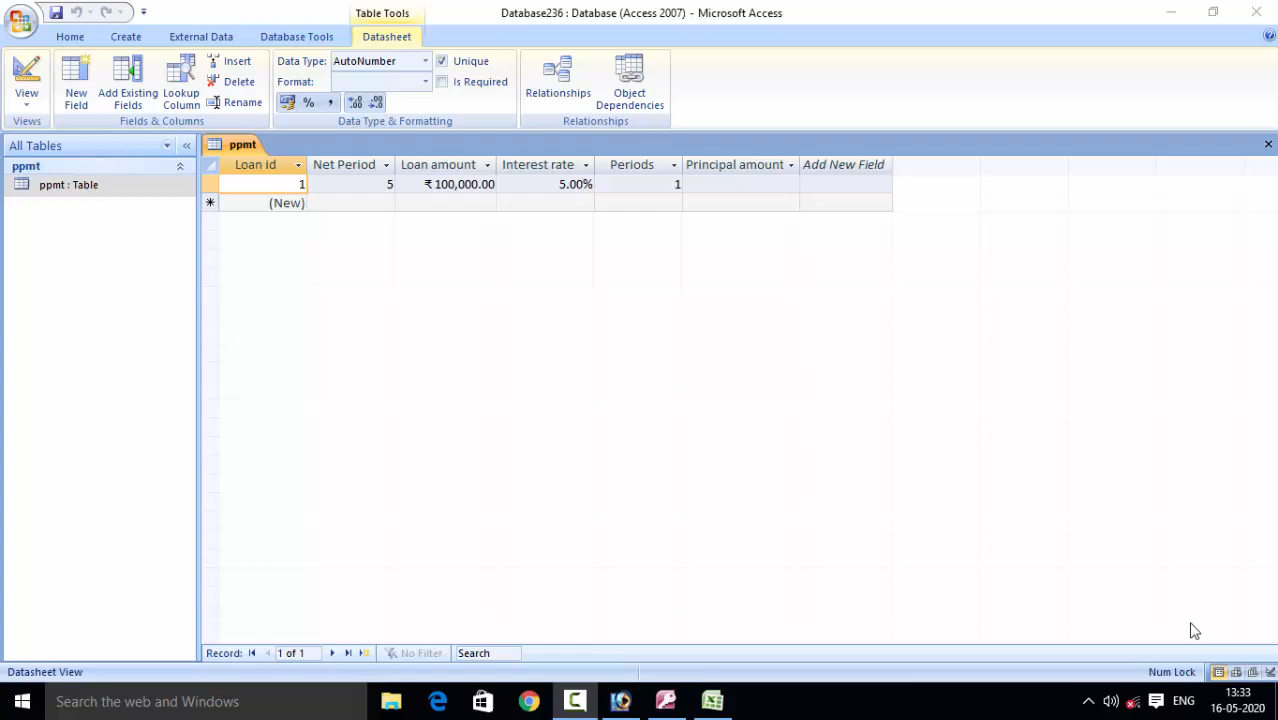 Table Tools
Database236 : Database (Access 2007) - Microsoft Access
Home Create External Data Database Tools Datasheet
View
Views
New Field
Add Existing Fields
Lookup Column
Insert
Delete
Rename
Fields & Columns
Data Type: AutoNumber
Format:
Unique
Is Required
% ,
.00 .00
Data Type & Formatting
Relationships
Object Dependencies
Relationships
All Tables
ppmt
ppmt : Table
ppmt
Loan id Net Period Loan amount Interest rate Periods Principal amount Add New Field
1 5 ₹ 100,000.00 5.00% 1
(New)
Record: 1 of 1 No Filter Search
Datasheet View
Num Lock
Search the web and Windows
ENG
13:33
16-05-2020